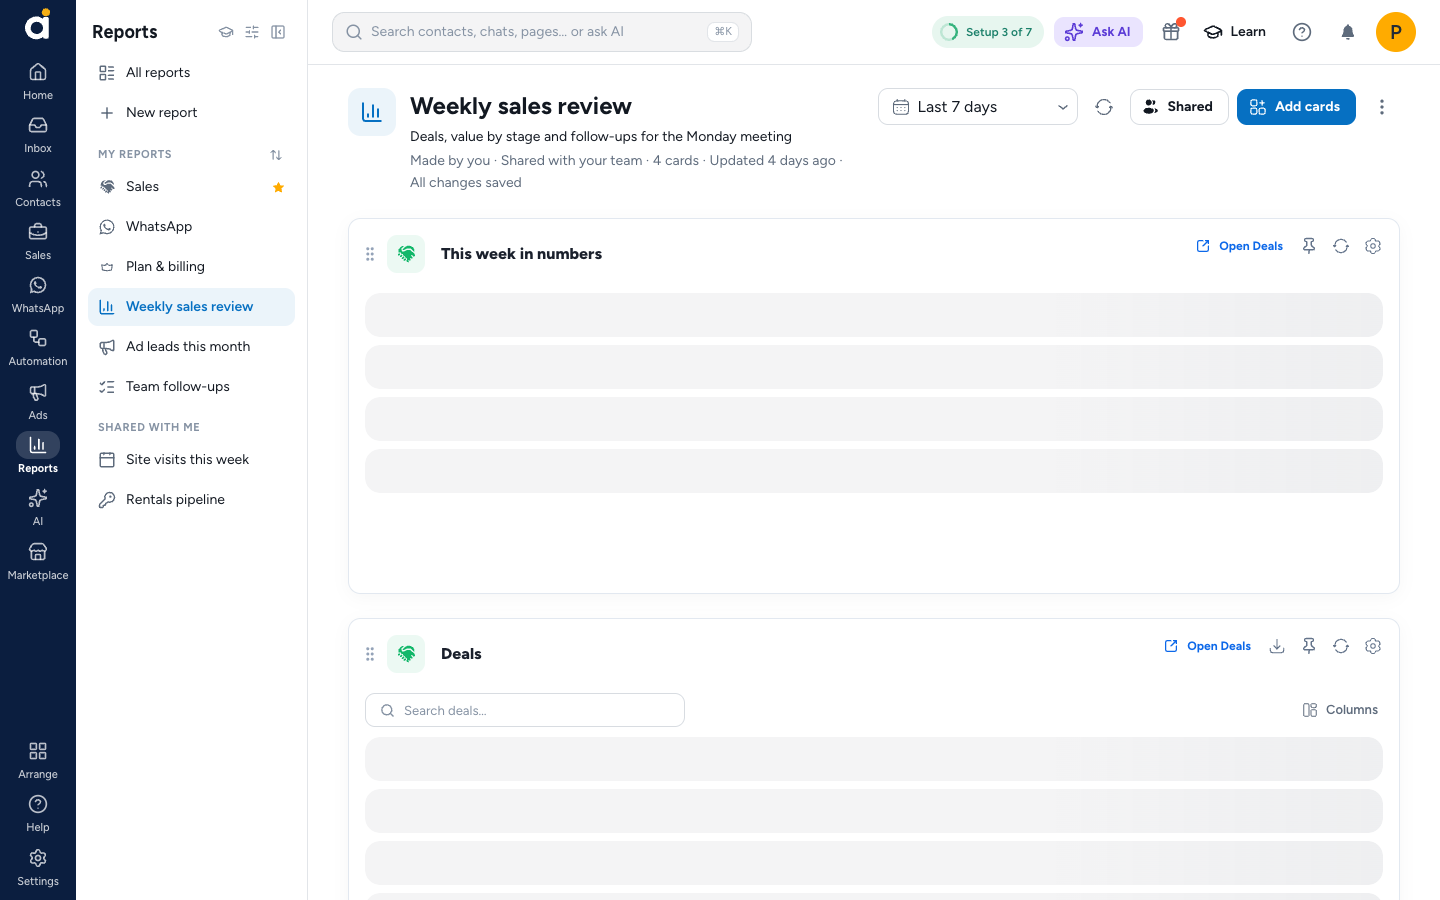 Home
Inbox
Contacts
Sales
WhatsApp
Automation
Ads
Reports
AI
Marketplace
Arrange
Help
Settings
Reports
All reports
New report
MY REPORTS
Sales
WhatsApp
Plan & billing
Weekly sales review
Ad leads this month
Team follow-ups
SHARED WITH ME
Site visits this week
Rentals pipeline
Search contacts, chats, pages... or ask AI
⌘K
Setup 3 of 7
Ask AI
Learn
P
Weekly sales review
Deals, value by stage and follow-ups for the Monday meeting
Made by you · Shared with your team · 4 cards · Updated 4 days ago ·
All changes saved
Last 7 days
Shared
Add cards
This week in numbers
Open Deals
Deals
Open Deals
Search deals...
Columns